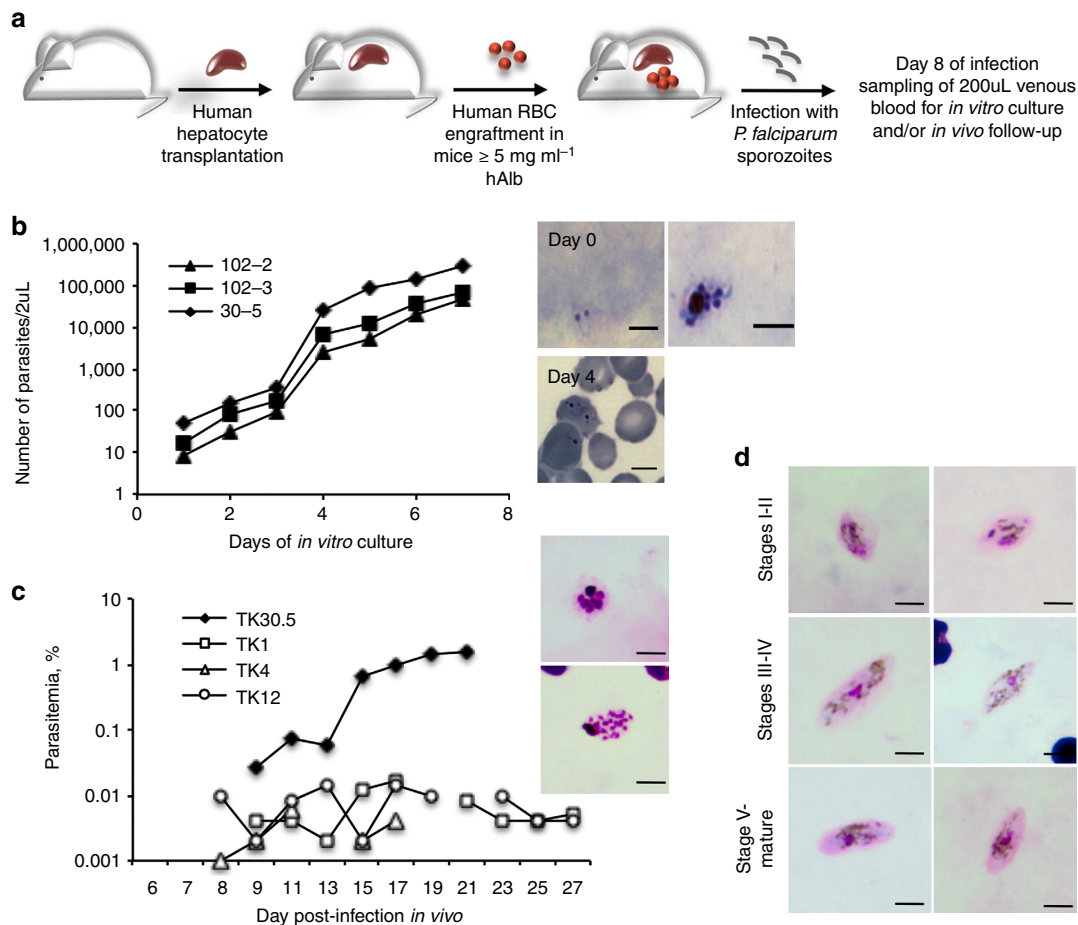 a
Human
hepatocyte
transplantation
Human RBC
engraftment in
mice ≥ 5 mg ml–1
hAlb
Infection with
P. falciparum
sporozoites
Day 8 of infection
sampling of 200uL venous
blood for in vitro culture
and/or in vivo follow-up
b
Number of parasites/2uL
1,000,000
100,000
10,000
1,000
100
10
1
102–2
102–3
30–5
0 2 4 6 8
Days of in vitro culture
Day 0
Day 4
c
Parasitemia, %
10
1
0.1
0.01
0.001
TK30.5
TK1
TK4
TK12
6 7 8 9 11 13 15 17 19 21 23 25 27
Day post-infection in vivo
d
Stages I-II
Stages III-IV
Stage V-
mature